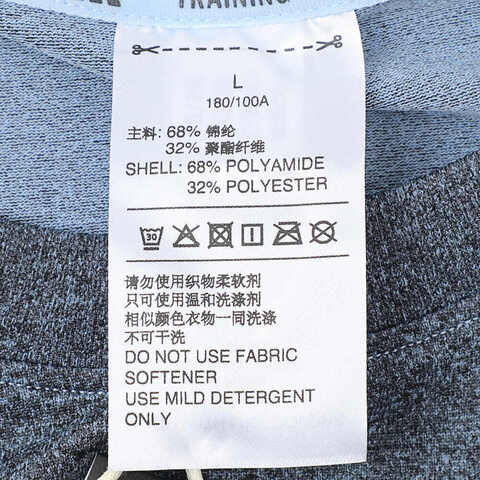 TRAINING
L
180/100A
主料: 68% 锦纶
32% 聚酯纤维
SHELL: 68% POLYAMIDE
32% POLYESTER
30
请勿使用织物柔软剂
只可使用温和洗涤剂
相似颜色衣物一同洗涤
不可干洗
DO NOT USE FABRIC
SOFTENER
USE MILD DETERGENT
ONLY